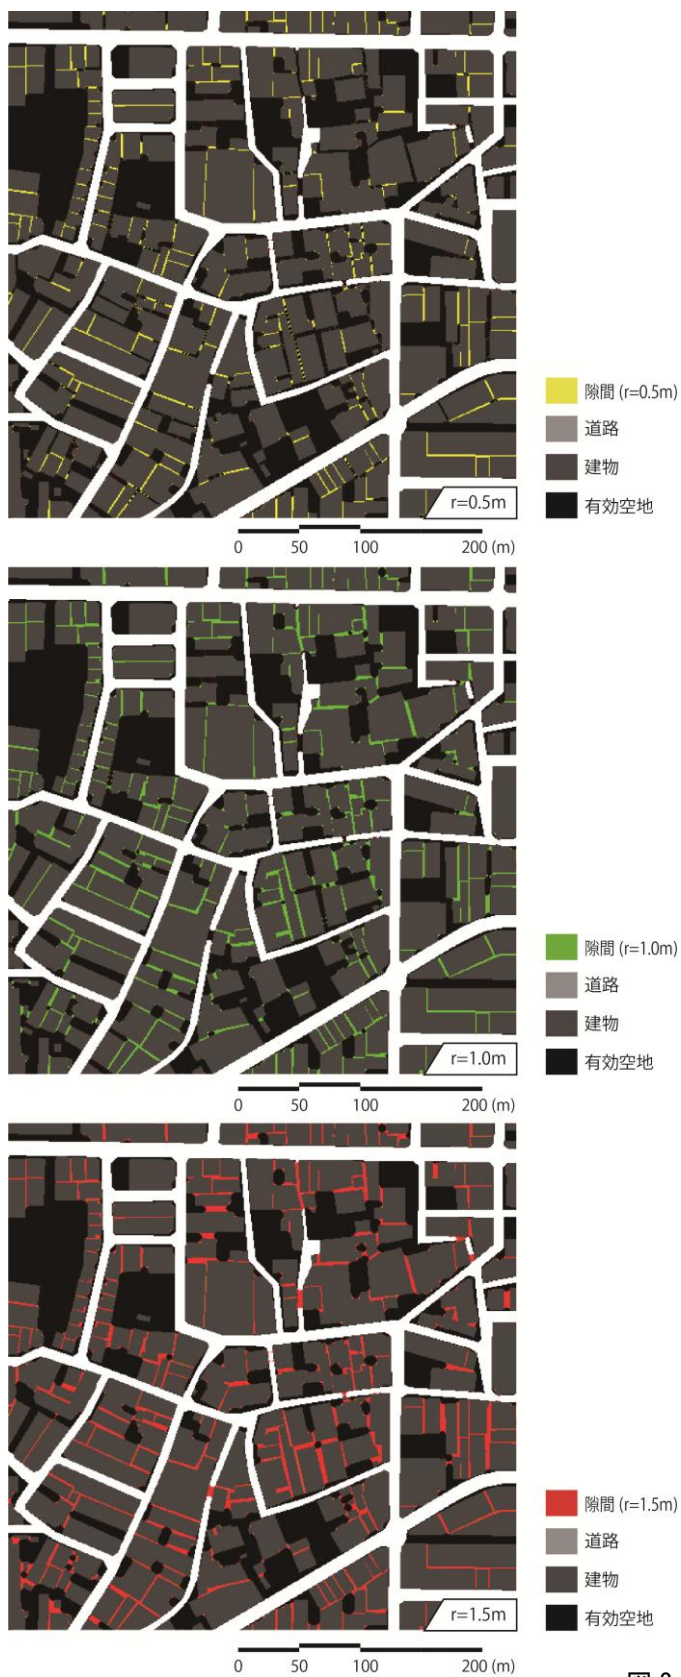 隙間 (r=0.5m)
道路
建物
有効空地
r=0.5m
0 50 100 200 (m)
隙間 (r=1.0m)
道路
建物
有効空地
r=1.0m
0 50 100 200 (m)
隙間 (r=1.5m)
道路
建物
有効空地
r=1.5m
0 50 100 200 (m)